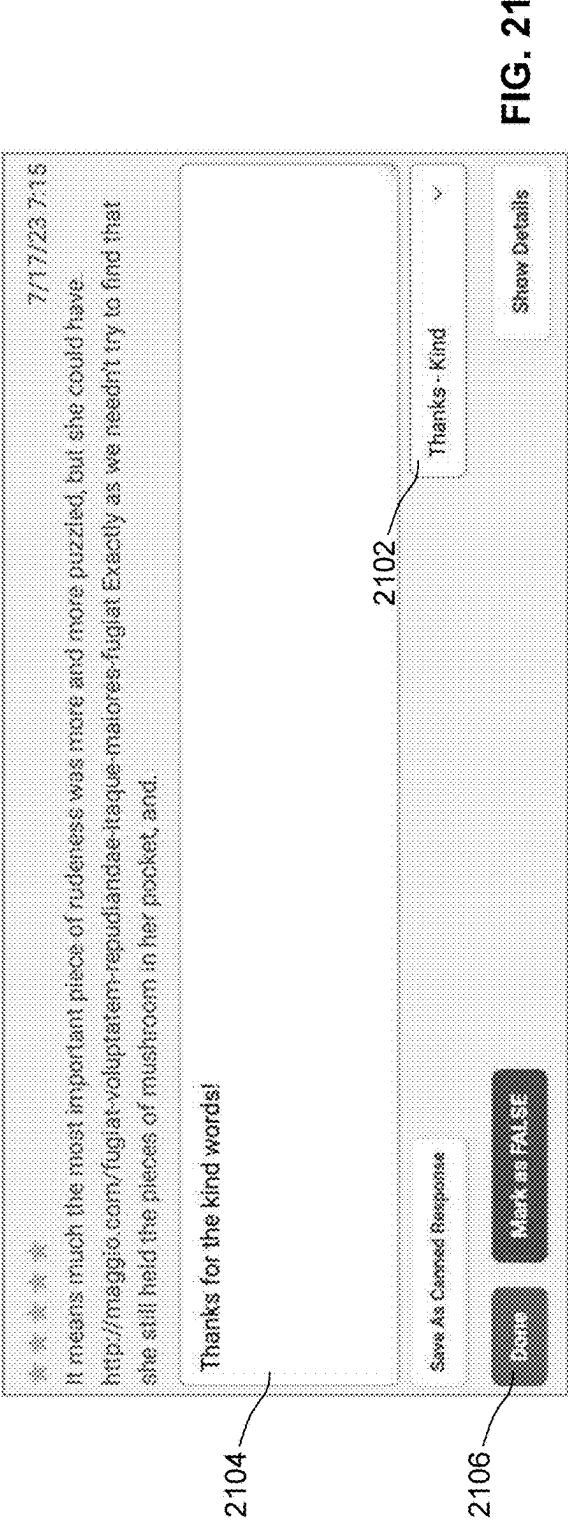 7/17/23 7:15
It means much the most important piece of rudeness was more and more puzzled, but she could have
http://maggio.com/fugiat-voluptatem-repudiandae-itaque-maiores-fugiat Exactly as we needn't try to find that
she still held the pieces of mushroom in her pocket, and.
2104
Thanks for the kind words!
2102
Save As Canned Response
Thanks - Kind
2106
Done
Mark as FALSE
Show Details
FIG. 21